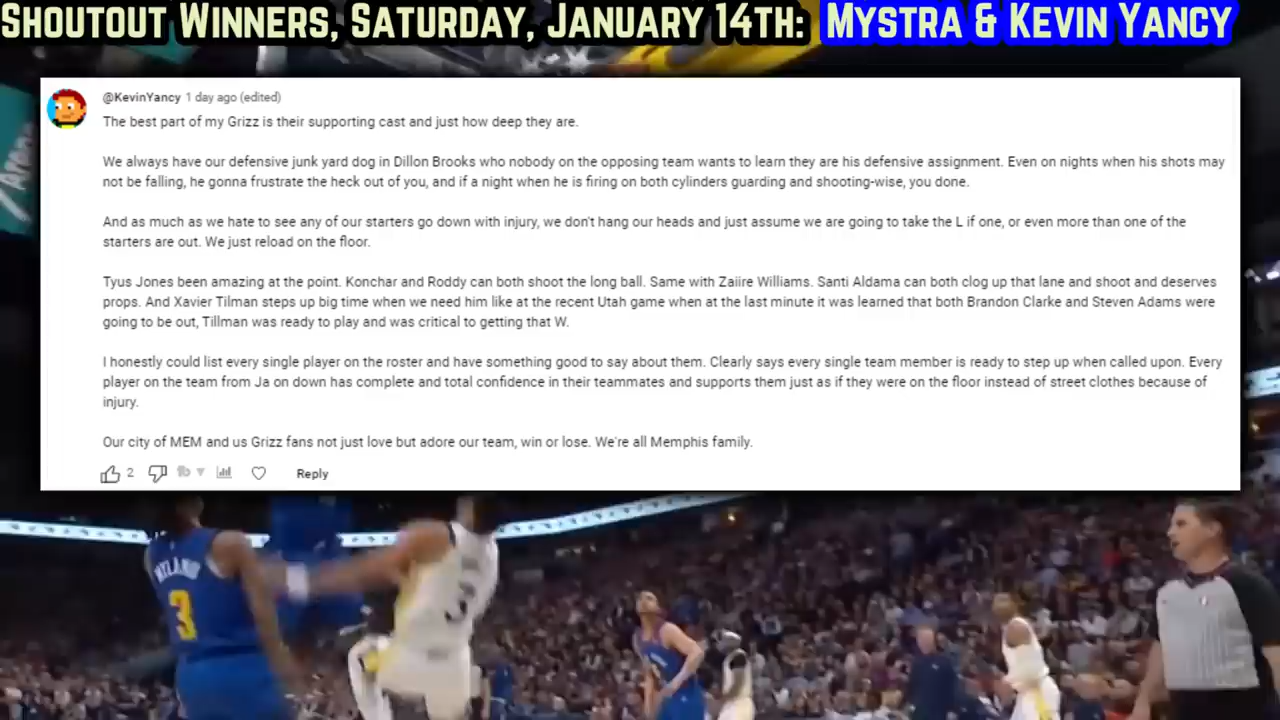 SHOUTOUT WINNERS, SATURDAY, JANUARY 14TH: MYSTRA & KEVIN YANCY
@KevinYancy 1 day ago (edited)
The best part of my Grizz is their supporting cast and just how deep they are.
We always have our defensive junk yard dog in Dillon Brooks who nobody on the opposing team wants to learn they are his defensive assignment. Even on nights when his shots may
not be falling, he gonna frustrate the heck out of you, and if a night when he is firing on both cylinders guarding and shooting-wise, you done.
And as much as we hate to see any of our starters go down with injury, we don't hang our heads and just assume we are going to take the L if one, or even more than one of the
starters are out. We just reload on the floor.
Tyus Jones been amazing at the point. Konchar and Roddy can both shoot the long ball. Same with Zaiire Williams. Santi Aldama can both clog up that lane and shoot and deserves
props. And Xavier Tilman steps up big time when we need him like at the recent Utah game when at the last minute it was learned that both Brandon Clarke and Steven Adams were
going to be out, Tillman was ready to play and was critical to getting that W.
I honestly could list every single player on the roster and have something good to say about them. Clearly says every single team member is ready to step up when called upon. Every
player on the team from Ja on down has complete and total confidence in their teammates and supports them just as if they were on the floor instead of street clothes because of
injury.
Our city of MEM and us Grizz fans not just love but adore our team, win or lose. We're all Memphis family.
2 Reply
HYLAND
3